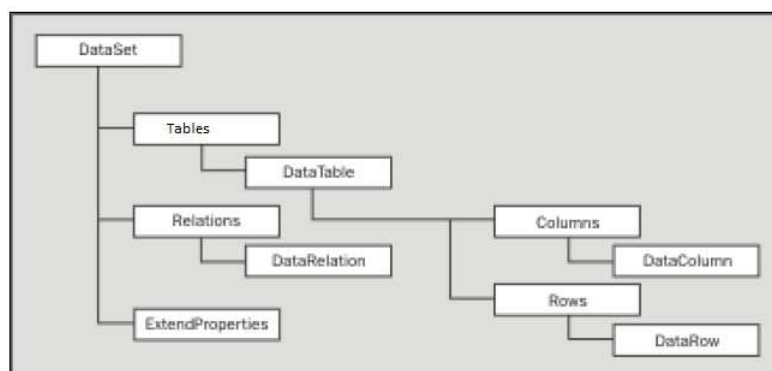 DataSet
Tables
DataTable
Relations
Columns
DataRelation
DataColumn
Rows
ExtendProperties
DataRow